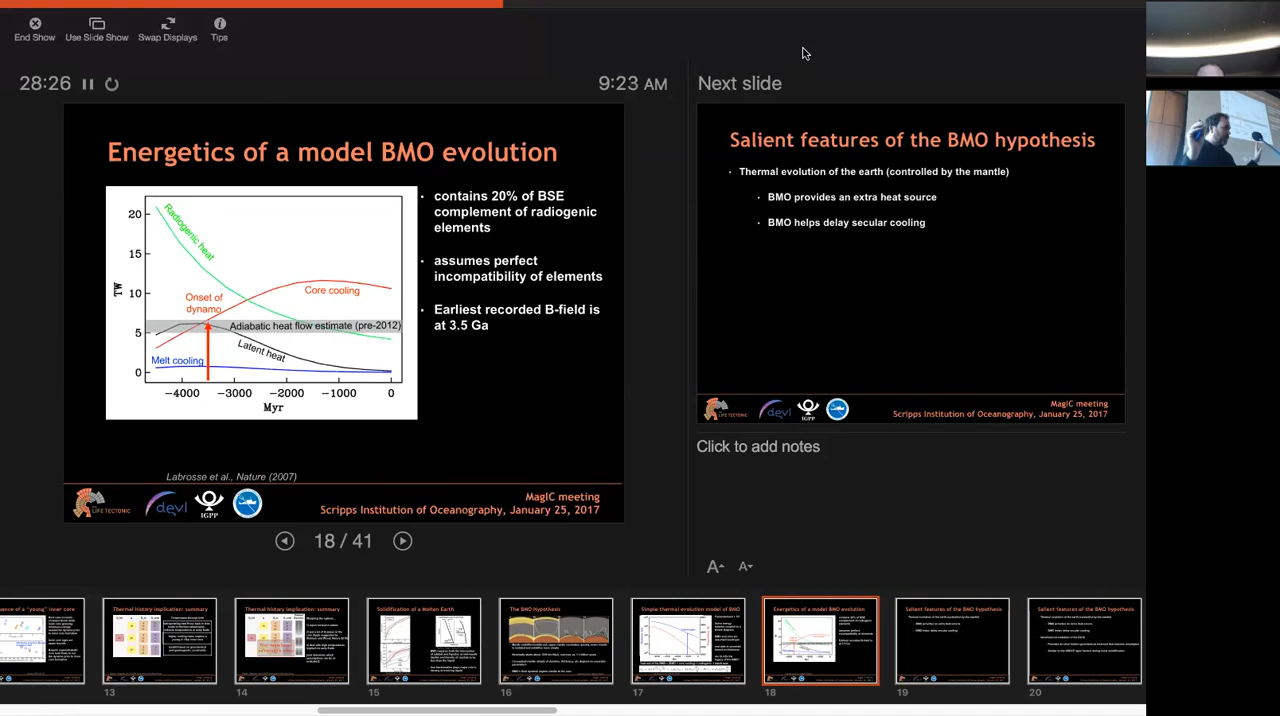 End Show
Use Slide Show
Swap Displays
Tips
28:26
9:23 AM
Next slide
Energetics of a model BMO evolution
20
15
10
5
0
TW
Radiogenic heat
Onset of
dynamo
Core cooling
Adiabatic heat flow estimate (pre-2012)
Latent heat
Melt cooling
−4000
−3000
−2000
−1000
0
Myr
· contains 20% of BSE
complement of radiogenic
elements
· assumes perfect
incompatibility of elements
· Earliest recorded B-field is
at 3.5 Ga
Labrosse et al., Nature (2007)
LIFE TECTONIC
devl
IGPP
MagIC meeting
Scripps Institution of Oceanography, January 25, 2017
Salient features of the BMO hypothesis
· Thermal evolution of the earth (controlled by the mantle)
· BMO provides an extra heat source
· BMO helps delay secular cooling
devl
IGPP
MagIC meeting
Scripps Institution of Oceanography, January 25, 2017
Click to add notes
18 / 41
A
A
"young" inner core
Thermal history implication: summary
Thermal history implication: summary
Solidification of a Molten Earth
The BMO Hypothesis
Simple thermal evolution model of BMO
Energetics of a model BMO evolution
Salient features of the BMO hypothesis
Salient features of the BMO hypothesis
13
14
15
16
17
18
19
20